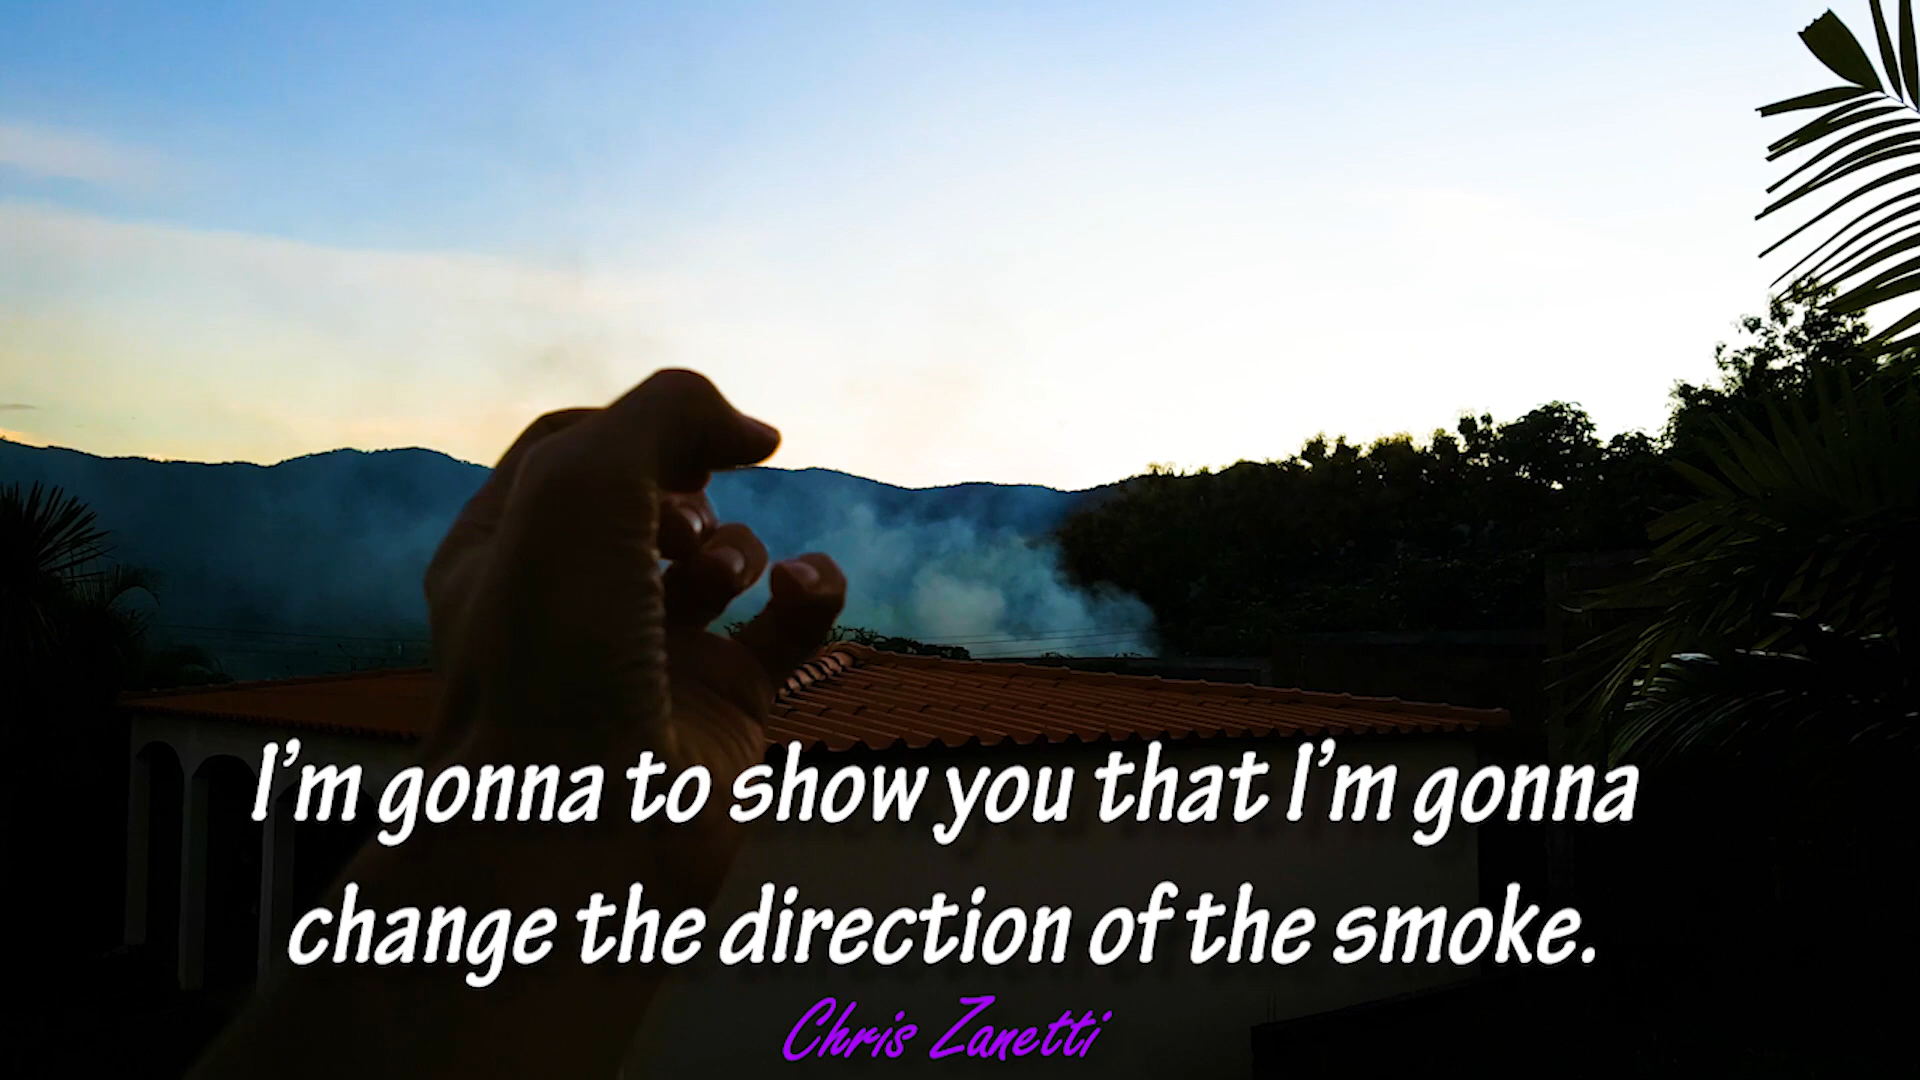 I'm gonna to show you that I'm gonna
change the direction of the smoke.
Chris Zanetti